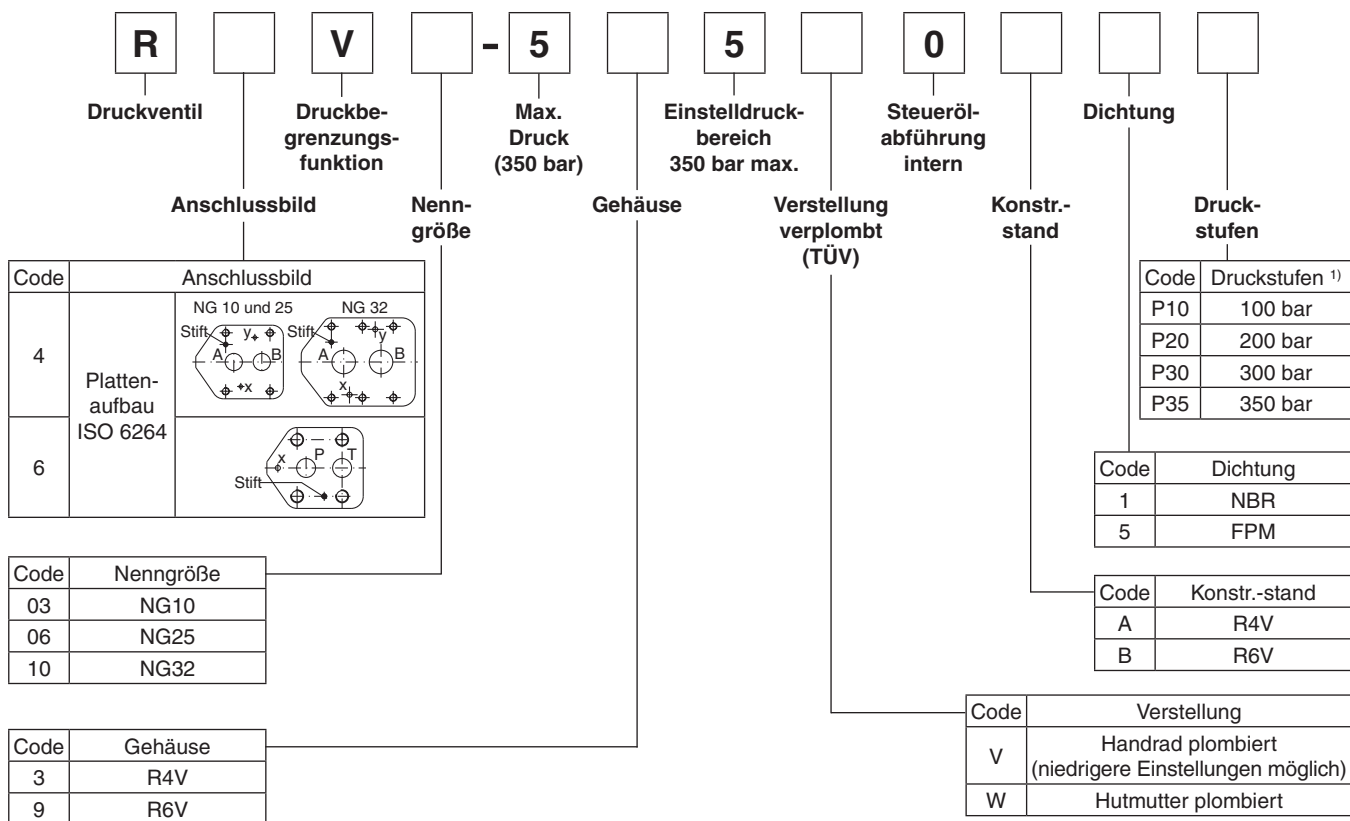 R V - 5 5 0
Druckventil
Druckbe-
grenzungs-
funktion
Max.
Druck
(350 bar)
Einstelldruck-
bereich
350 bar max.
Steueröl-
abführung
intern
Dichtung
Anschlussbild
Nenn-
größe
Gehäuse
Verstellung
verplombt
(TÜV)
Konstr.-
stand
Druck-
stufen
Code Anschlussbild
4
Platten-
aufbau
ISO 6264
NG 10 und 25
Stift
y
A
B
x
NG 32
Stift
y
A
B
x
6
x
P
T
Stift
Code Druckstufen 1)
P10 100 bar
P20 200 bar
P30 300 bar
P35 350 bar
Code Dichtung
1 NBR
5 FPM
Code Nenngröße
03 NG10
06 NG25
10 NG32
Code Konstr.-stand
A R4V
B R6V
Code Gehäuse
3 R4V
9 R6V
Code Verstellung
V Handrad plombiert
(niedrigere Einstellungen möglich)
W Hutmutter plombiert